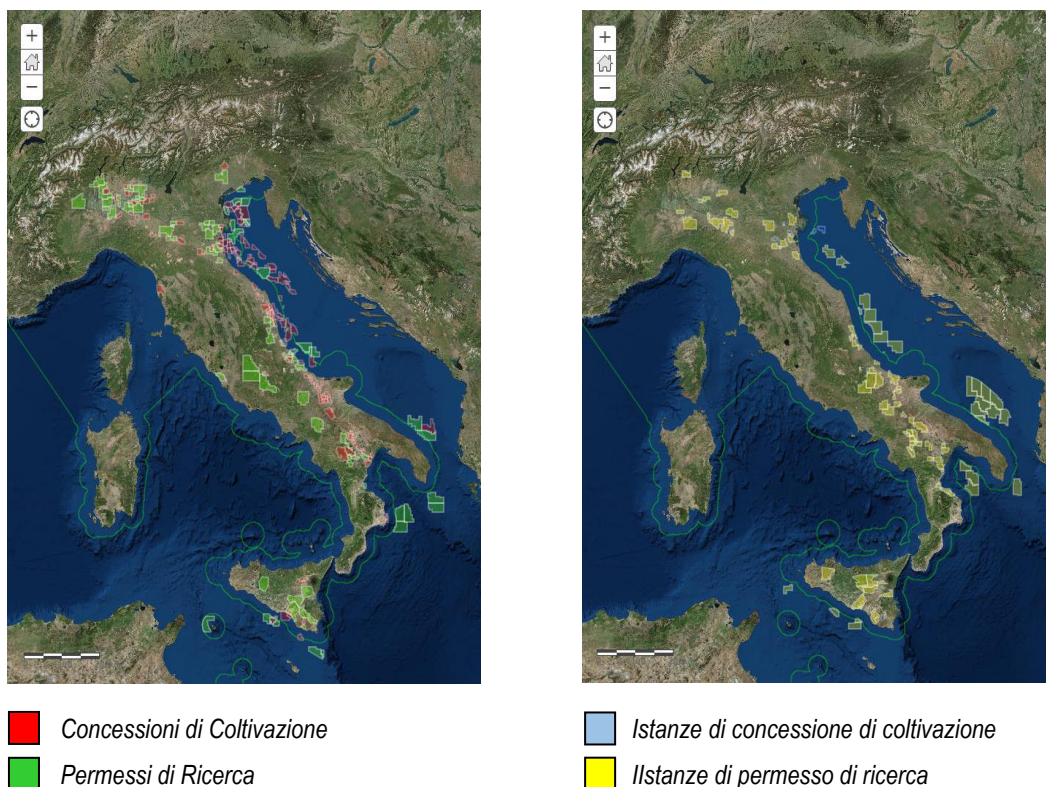 +
−
+
−
Concessioni di Coltivazione
Permessi di Ricerca
Istanze di concessione di coltivazione
IIstanze di permesso di ricerca